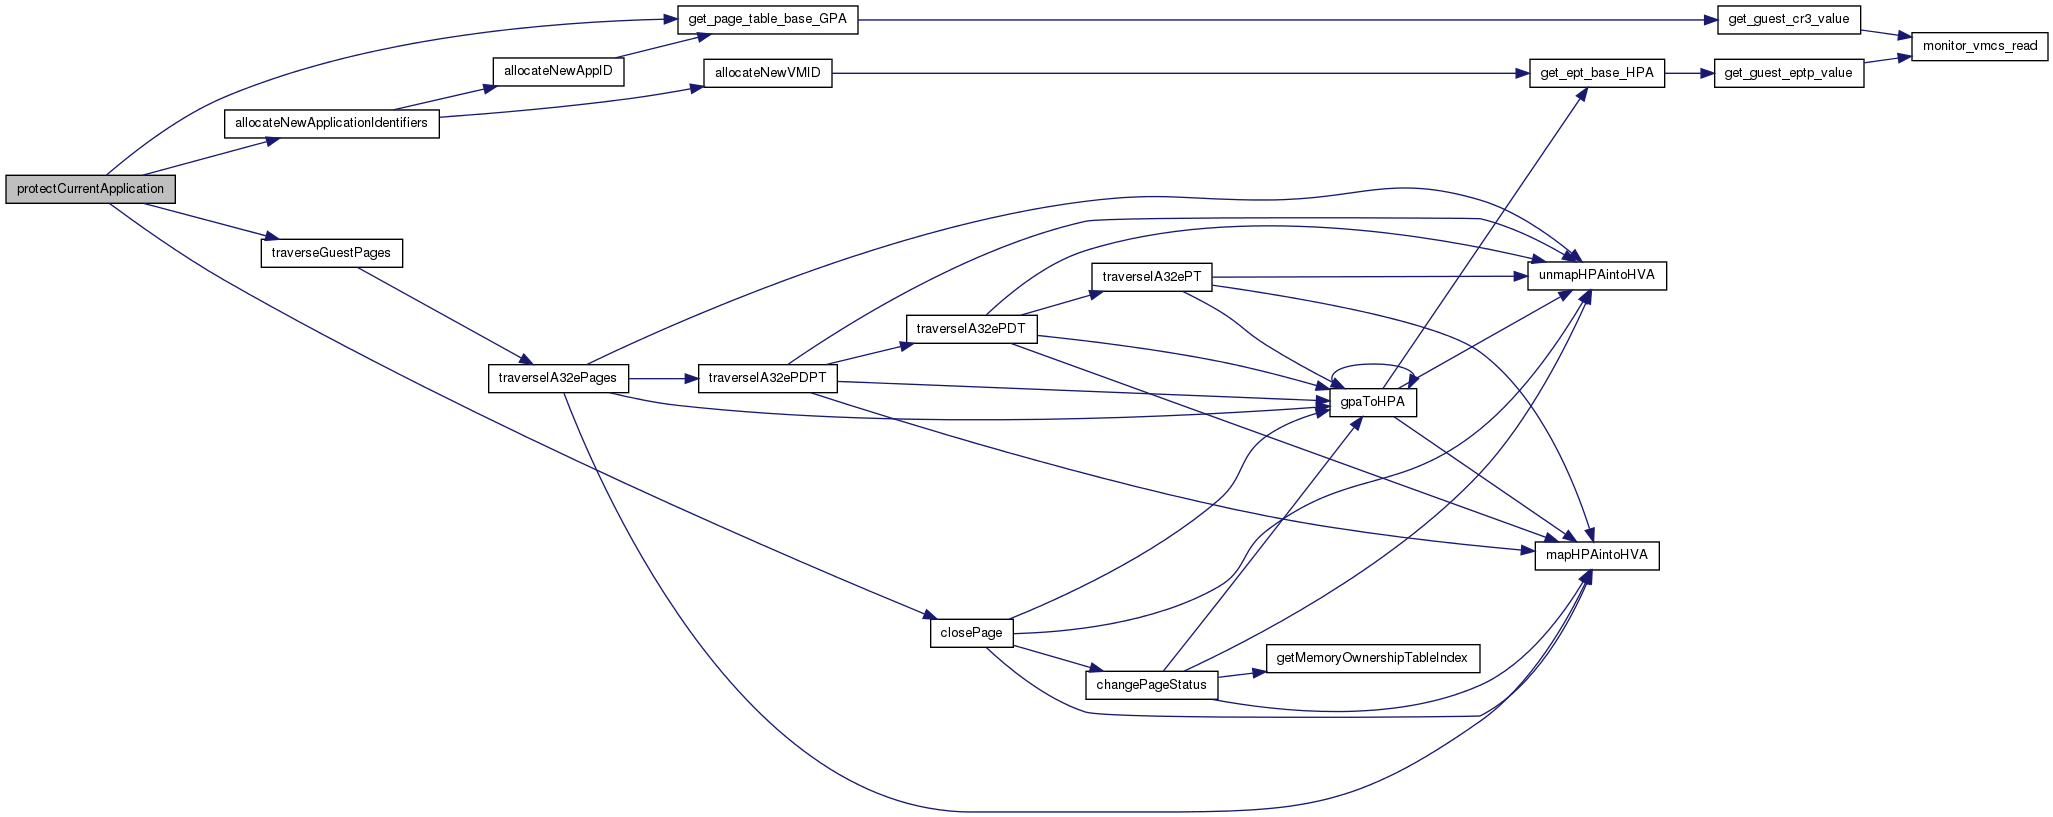 get_page_table_base_GPA
get_guest_cr3_value
monitor_vmcs_read
allocateNewAppID
allocateNewVMID
get_ept_base_HPA
get_guest_eptp_value
allocateNewApplicationIdentifiers
protectCurrentApplication
traverseGuestPages
traverseIA32ePT
unmapHPAintoHVA
traverseIA32ePDT
traverseIA32ePages
traverseIA32ePDPT
gpaToHPA
mapHPAintoHVA
closePage
getMemoryOwnershipTableIndex
changePageStatus